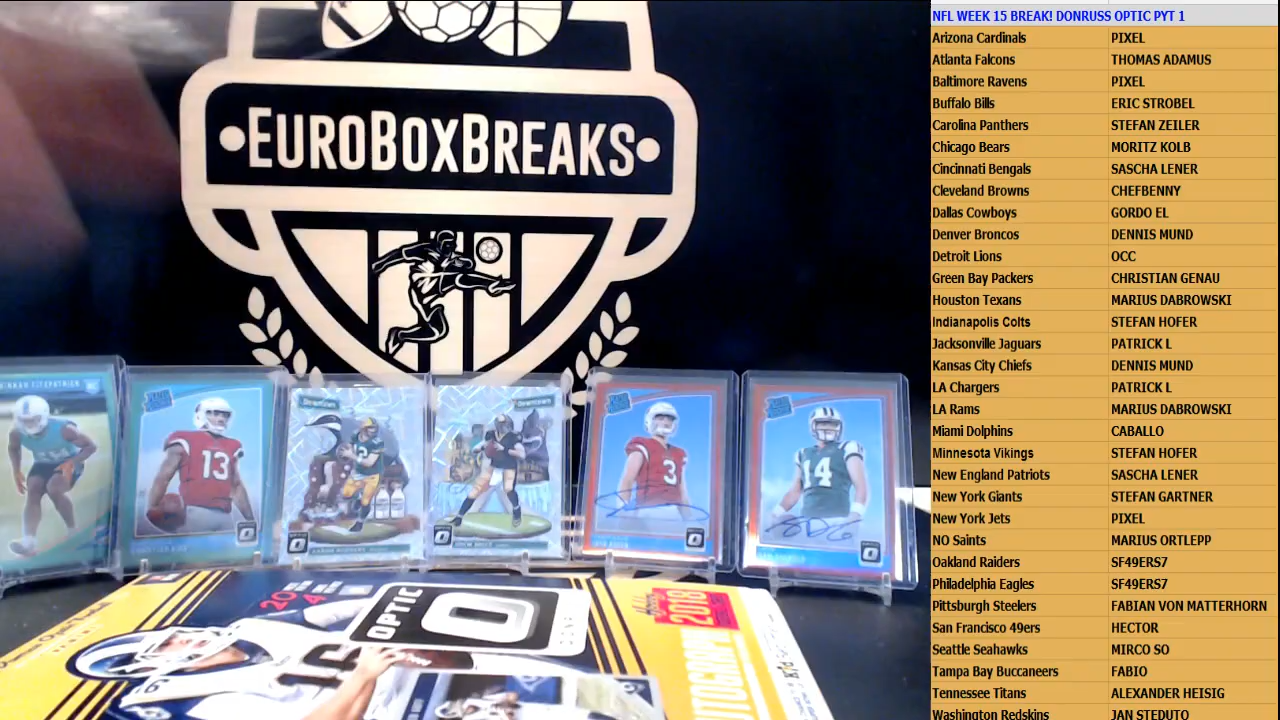 EUROBOXBREAKS
NFL WEEK 15 BREAK! DONRUSS OPTIC PYT 1
Arizona Cardinals PIXEL
Atlanta Falcons THOMAS ADAMUS
Baltimore Ravens PIXEL
Buffalo Bills ERIC STROBEL
Carolina Panthers STEFAN ZEILER
Chicago Bears MORITZ KOLB
Cincinnati Bengals SASCHA LENER
Cleveland Browns CHEFBENNY
Dallas Cowboys GORDO EL
Denver Broncos DENNIS MUND
Detroit Lions OCC
Green Bay Packers CHRISTIAN GENAU
Houston Texans MARIUS DABROWSKI
Indianapolis Colts STEFAN HOFER
Jacksonville Jaguars PATRICK L
Kansas City Chiefs DENNIS MUND
LA Chargers PATRICK L
LA Rams MARIUS DABROWSKI
Miami Dolphins CABALLO
Minnesota Vikings STEFAN HOFER
New England Patriots SASCHA LENER
New York Giants STEFAN GARTNER
New York Jets PIXEL
NO Saints MARIUS ORTLEPP
Oakland Raiders SF49ERS7
Philadelphia Eagles SF49ERS7
Pittsburgh Steelers FABIAN VON MATTERHORN
San Francisco 49ers HECTOR
Seattle Seahawks MIRCO SO
Tampa Bay Buccaneers FABIO
Tennessee Titans ALEXANDER HEISIG
Washington Redskins JAN STEDUTO
FITZPATRICK
13
12
3
14
OPTIC
2018
16